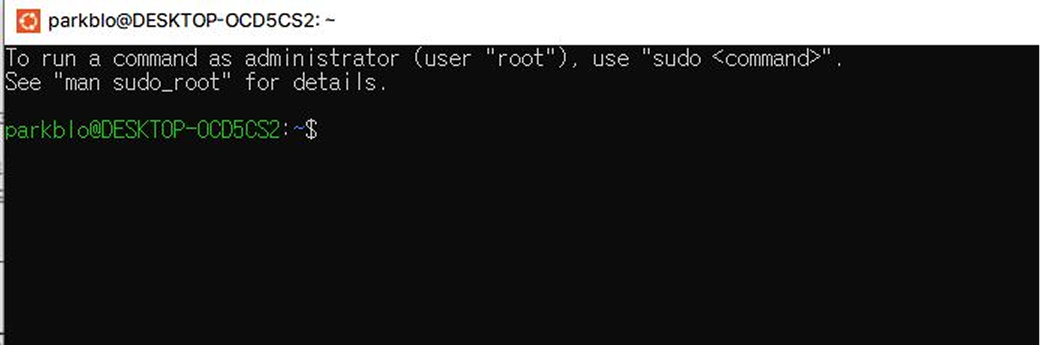 parkblo@DESKTOP-OCD5CS2: ~
To run a command as administrator (user "root"), use "sudo <command>".
See "man sudo_root" for details.
parkblo@DESKTOP-OCD5CS2:~$